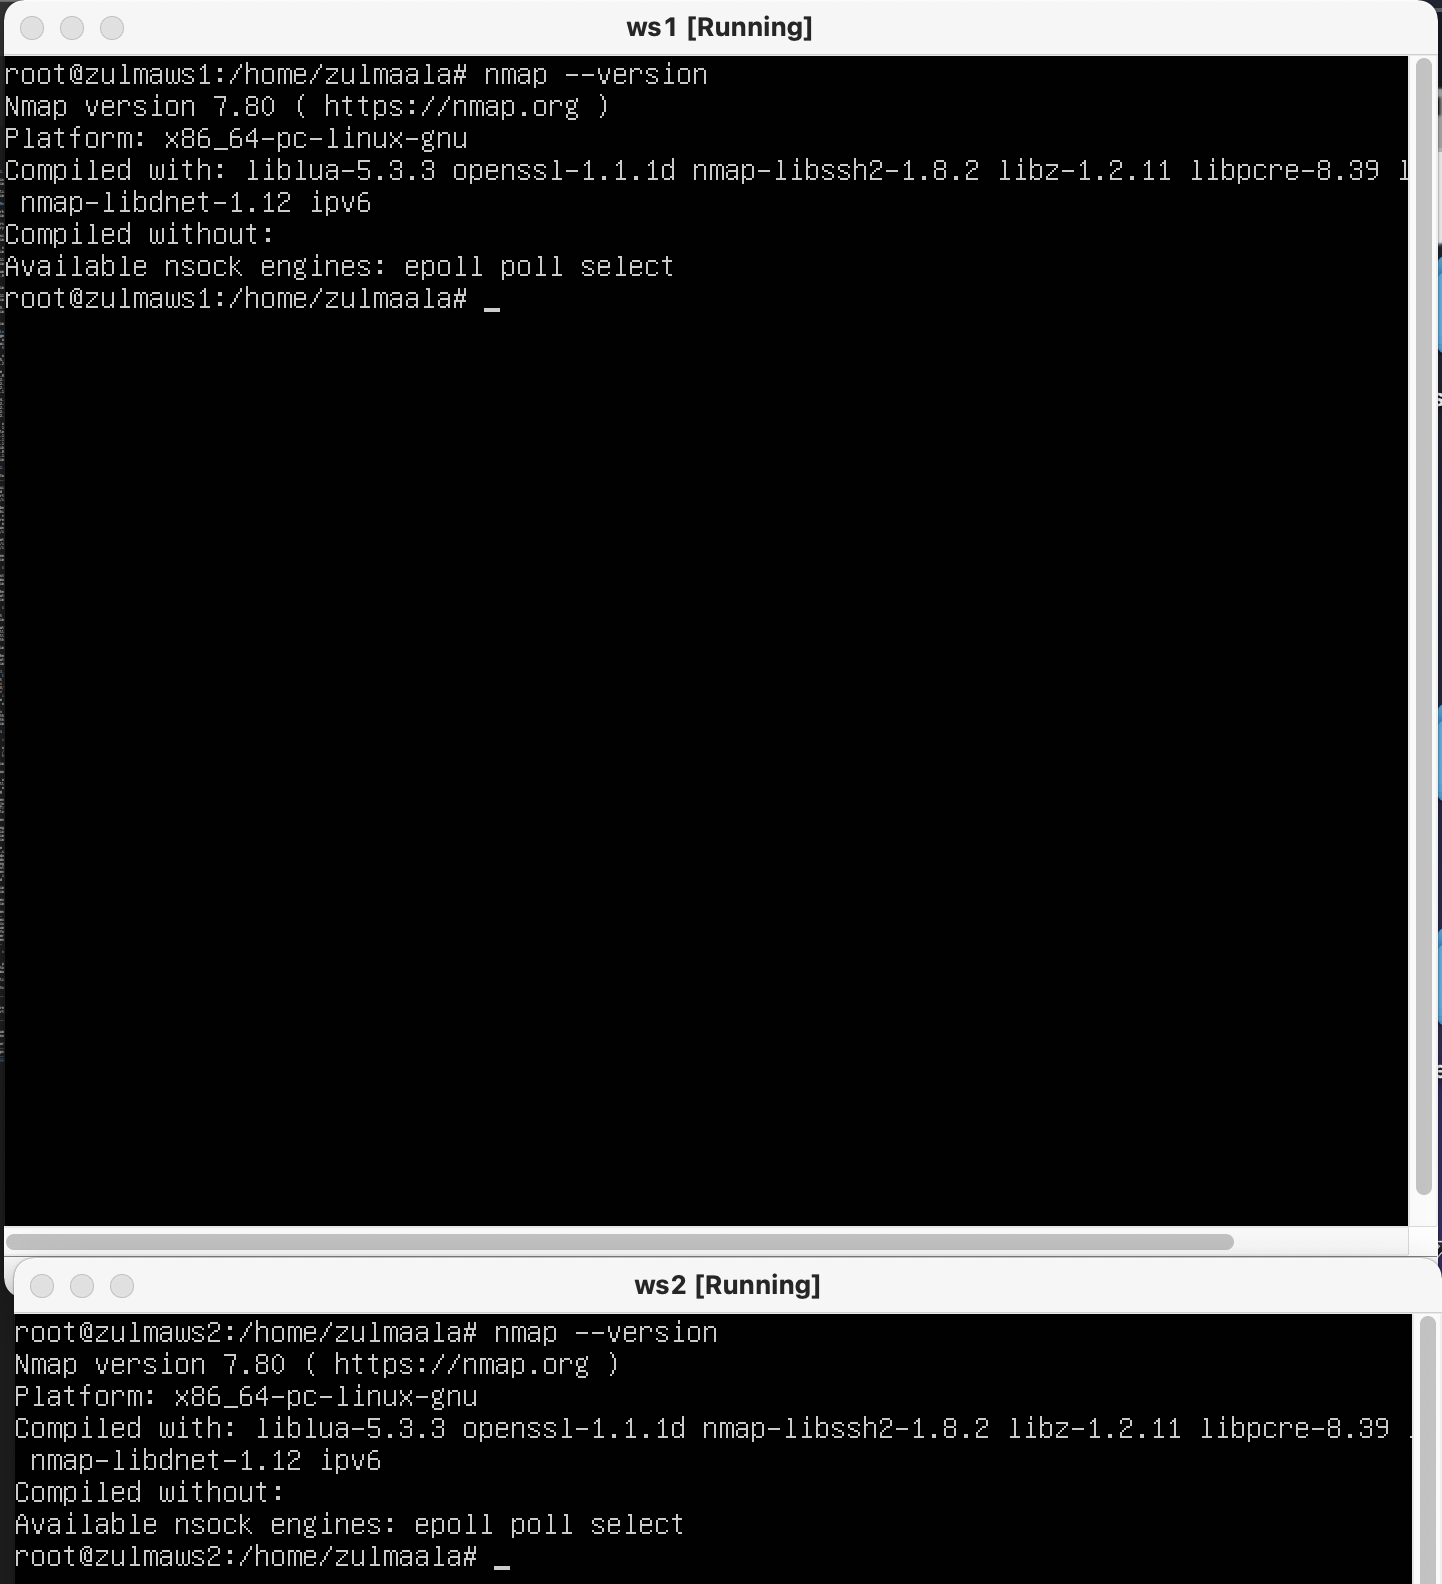 ws1 [Running]
root@zulmaws1:/home/zulmaala# nmap --version
Nmap version 7.80 ( https://nmap.org )
Platform: x86_64-pc-linux-gnu
Compiled with: liblua-5.3.3 openssl-1.1.1d nmap-libssh2-1.8.2 libz-1.2.11 libpcre-8.39
nmap-libdnet-1.12 ipv6
Compiled without:
Available nsock engines: epoll poll select
root@zulmaws1:/home/zulmaala# _
ws2 [Running]
root@zulmaws2:/home/zulmaala# nmap --version
Nmap version 7.80 ( https://nmap.org )
Platform: x86_64-pc-linux-gnu
Compiled with: liblua-5.3.3 openssl-1.1.1d nmap-libssh2-1.8.2 libz-1.2.11 libpcre-8.39
nmap-libdnet-1.12 ipv6
Compiled without:
Available nsock engines: epoll poll select
root@zulmaws2:/home/zulmaala# _